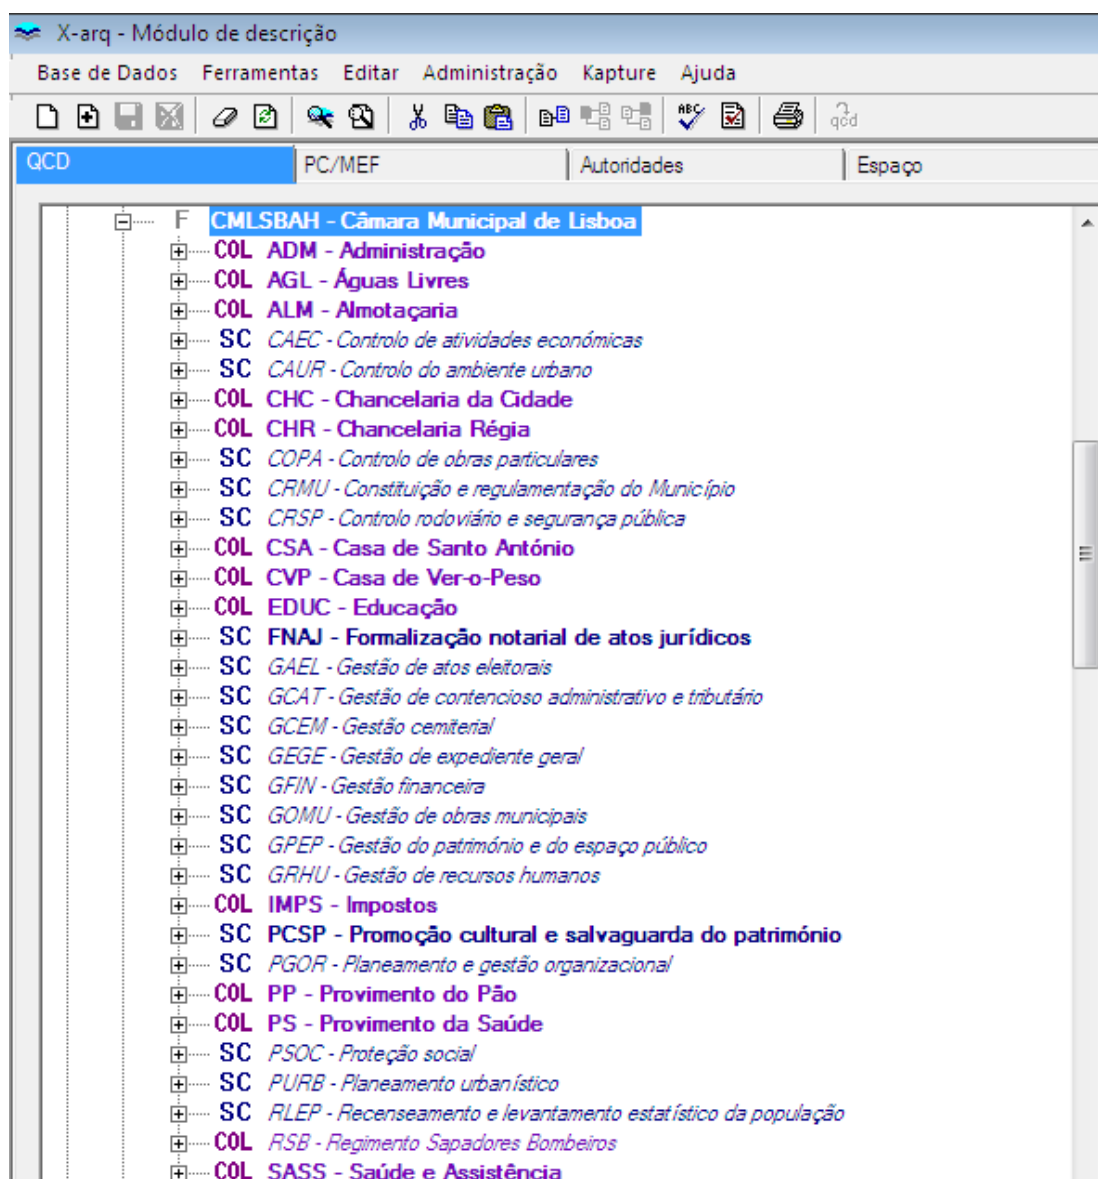 X-arq - Módulo de descrição
Base de Dados Ferramentas Editar Administração Kapture Ajuda
ABC qcd
QCD PC/MEF Autoridades Espaço
F CMLSBAH - Câmara Municipal de Lisboa
COL ADM - Administração
COL AGL - Águas Livres
COL ALM - Almotaçaria
SC CAEC - Controlo de atividades económicas
SC CAUR - Controlo do ambiente urbano
COL CHC - Chancelaria da Cidade
COL CHR - Chancelaria Régia
SC COPA - Controlo de obras particulares
SC CRMU - Constituição e regulamentação do Município
SC CRSP - Controlo rodoviário e segurança pública
COL CSA - Casa de Santo António
COL CVP - Casa de Ver-o-Peso
COL EDUC - Educação
SC FNAJ - Formalização notarial de atos jurídicos
SC GAEL - Gestão de atos eleitorais
SC GCAT - Gestão de contencioso administrativo e tributário
SC GCEM - Gestão cemiterial
SC GEGE - Gestão de expediente geral
SC GFIN - Gestão financeira
SC GOMU - Gestão de obras municipais
SC GPEP - Gestão do património e do espaço público
SC GRHU - Gestão de recursos humanos
COL IMPS - Impostos
SC PCSP - Promoção cultural e salvaguarda do património
SC PGOR - Planeamento e gestão organizacional
COL PP - Provimento do Pão
COL PS - Provimento da Saúde
SC PSOC - Proteção social
SC PURB - Planeamento urbanístico
SC RLEP - Recenseamento e levantamento estatístico da população
COL RSB - Regimento Sapadores Bombeiros
COL SASS - Saúde e Assistência